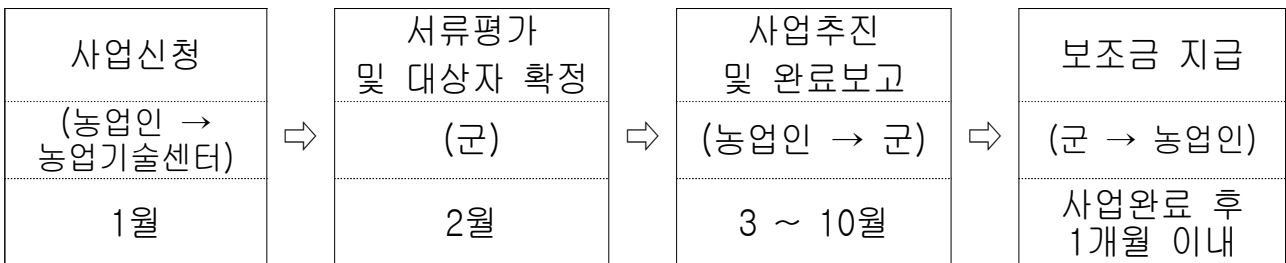 사업신청
(농업인 →
농업기술센터)
1월
⇨
서류평가
및 대상자 확정
(군)
2월
⇨
사업추진
및 완료보고
(농업인 → 군)
3 ~ 10월
⇨
보조금 지급
(군 → 농업인)
사업완료 후
1개월 이내